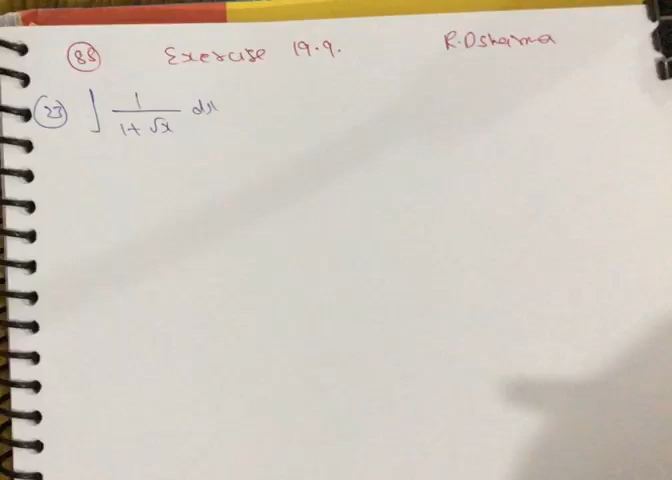 88 Exercise 19.9. R.D sharma
23 ∫ 1/(1+√x) dx